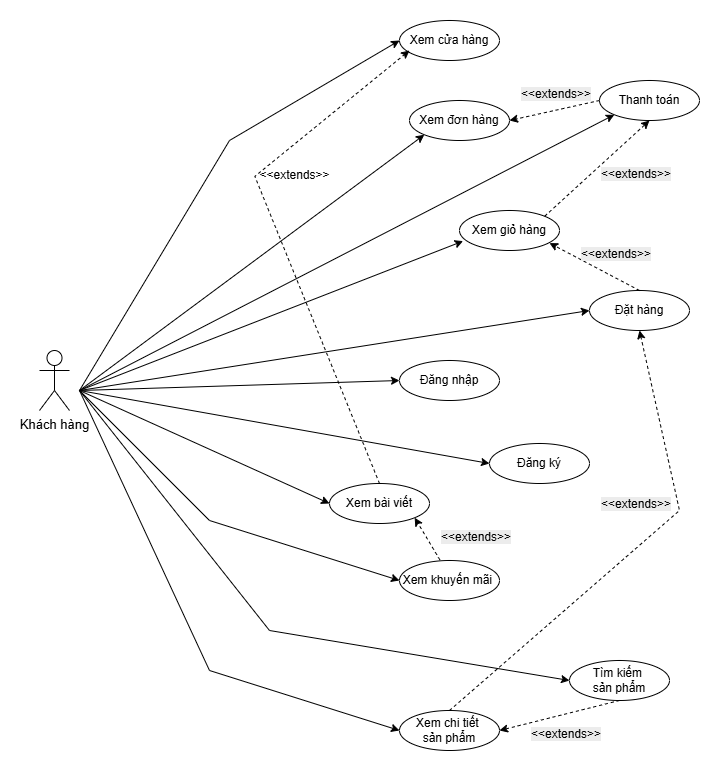 Xem cửa hàng
<<extends>>
Thanh toán
Xem đơn hàng
<<extends>>
<<extends>>
Xem giỏ hàng
<<extends>>
Đặt hàng
Đăng nhập
Khách hàng
Đăng ký
Xem bài viết
<<extends>>
<<extends>>
Xem khuyến mãi
Tìm kiếm
sản phẩm
Xem chi tiết
sản phẩm
<<extends>>